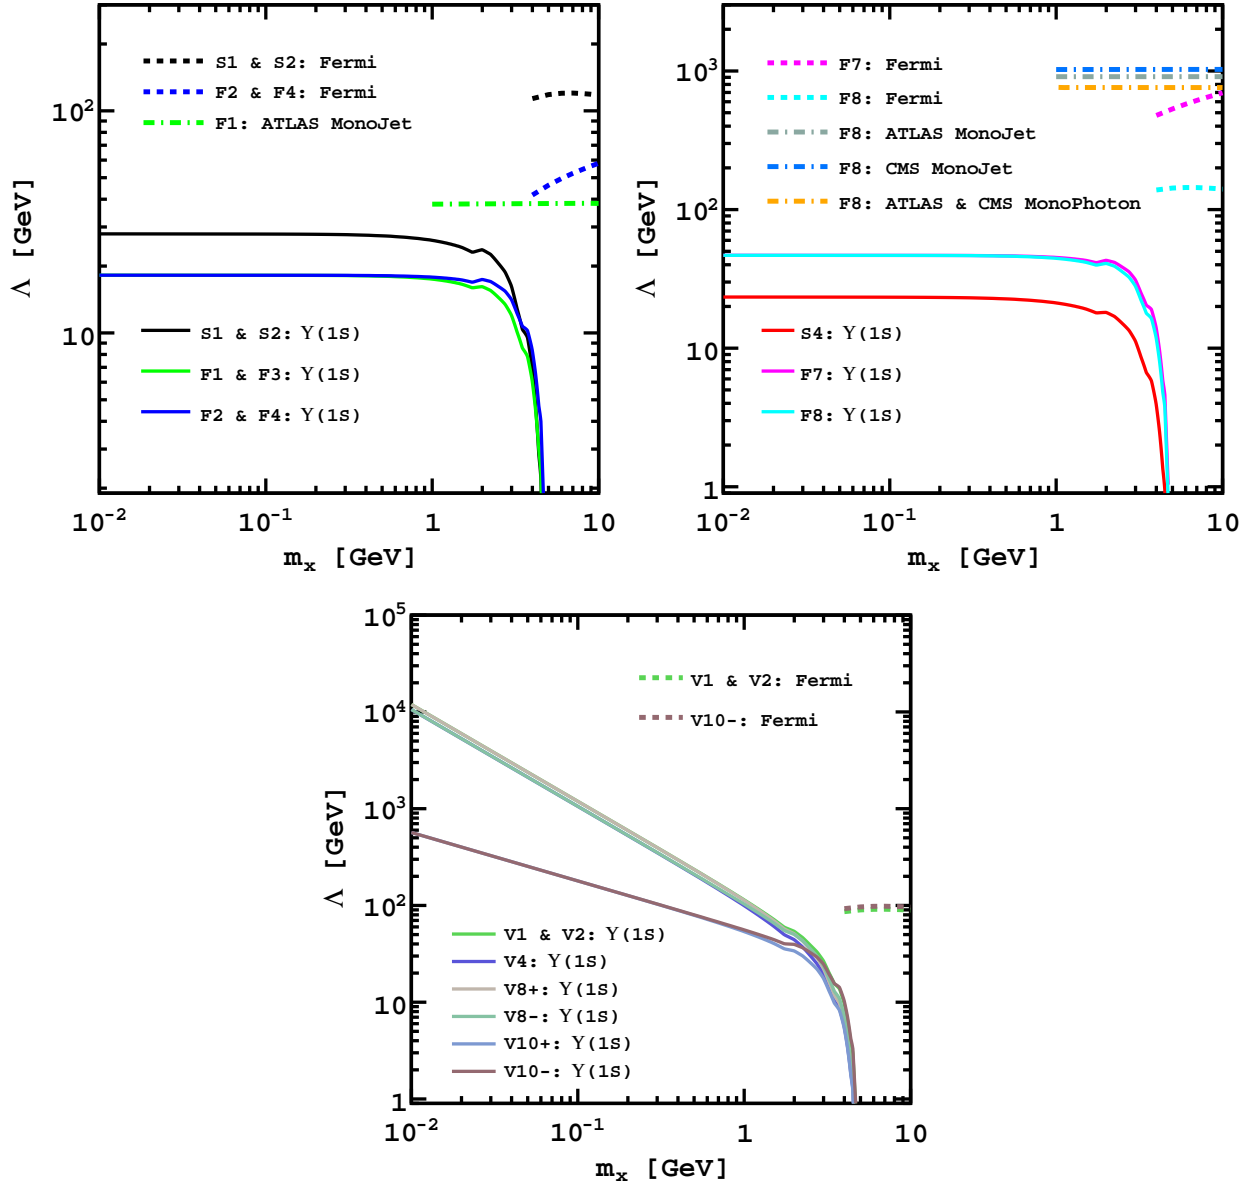 S1 & S2: Fermi
F2 & F4: Fermi
F1: ATLAS MonoJet
10²
10
Λ [GeV]
S1 & S2: ϒ(1S)
F1 & F3: ϒ(1S)
F2 & F4: ϒ(1S)
10⁻² 10⁻¹ 1 10
mₓ [GeV]
F7: Fermi
F8: Fermi
F8: ATLAS MonoJet
F8: CMS MonoJet
F8: ATLAS & CMS MonoPhoton
10³
10²
10
1
Λ [GeV]
S4: ϒ(1S)
F7: ϒ(1S)
F8: ϒ(1S)
10⁻² 10⁻¹ 1 10
mₓ [GeV]
V1 & V2: Fermi
V10-: Fermi
10⁵
10⁴
10³
10²
10
1
Λ [GeV]
V1 & V2: ϒ(1S)
V4: ϒ(1S)
V8+: ϒ(1S)
V8-: ϒ(1S)
V10+: ϒ(1S)
V10-: ϒ(1S)
10⁻² 10⁻¹ 1 10
mₓ [GeV]